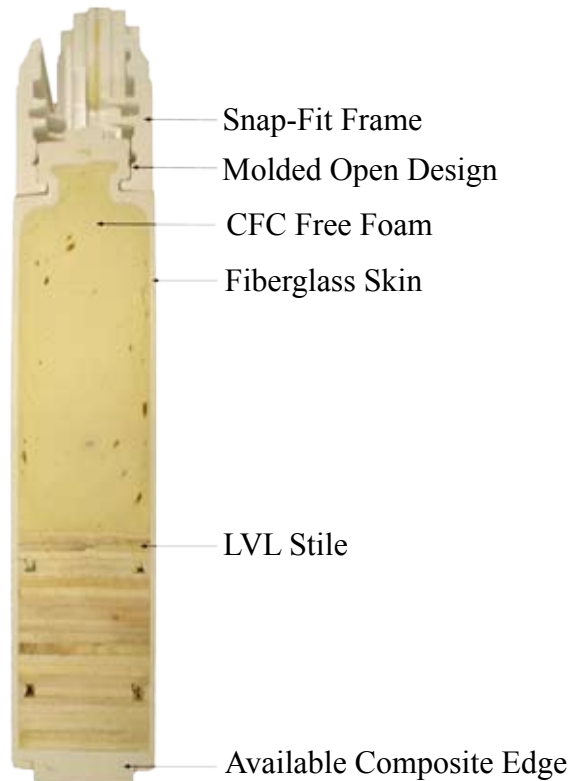 Snap-Fit Frame
Molded Open Design
CFC Free Foam
Fiberglass Skin
LVL Stile
Available Composite Edge